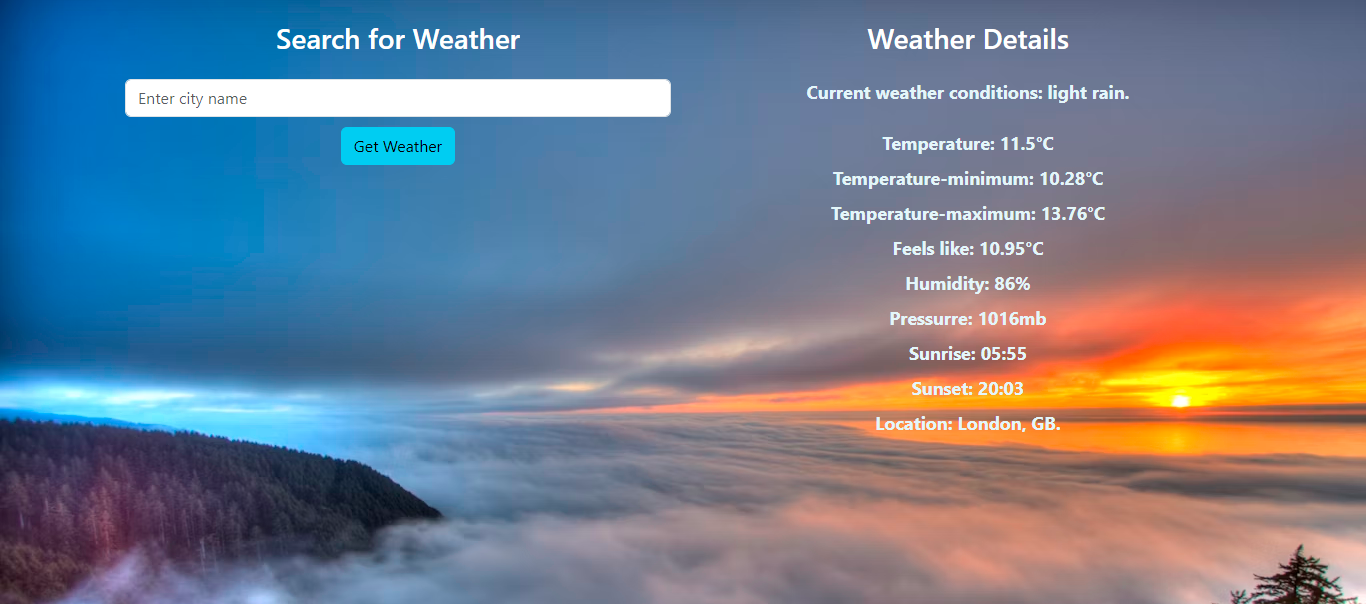 Search for Weather
Enter city name
Get Weather
Weather Details
Current weather conditions: light rain.
Temperature: 11.5°C
Temperature-minimum: 10.28°C
Temperature-maximum: 13.76°C
Feels like: 10.95°C
Humidity: 86%
Pressurre: 1016mb
Sunrise: 05:55
Sunset: 20:03
Location: London, GB.